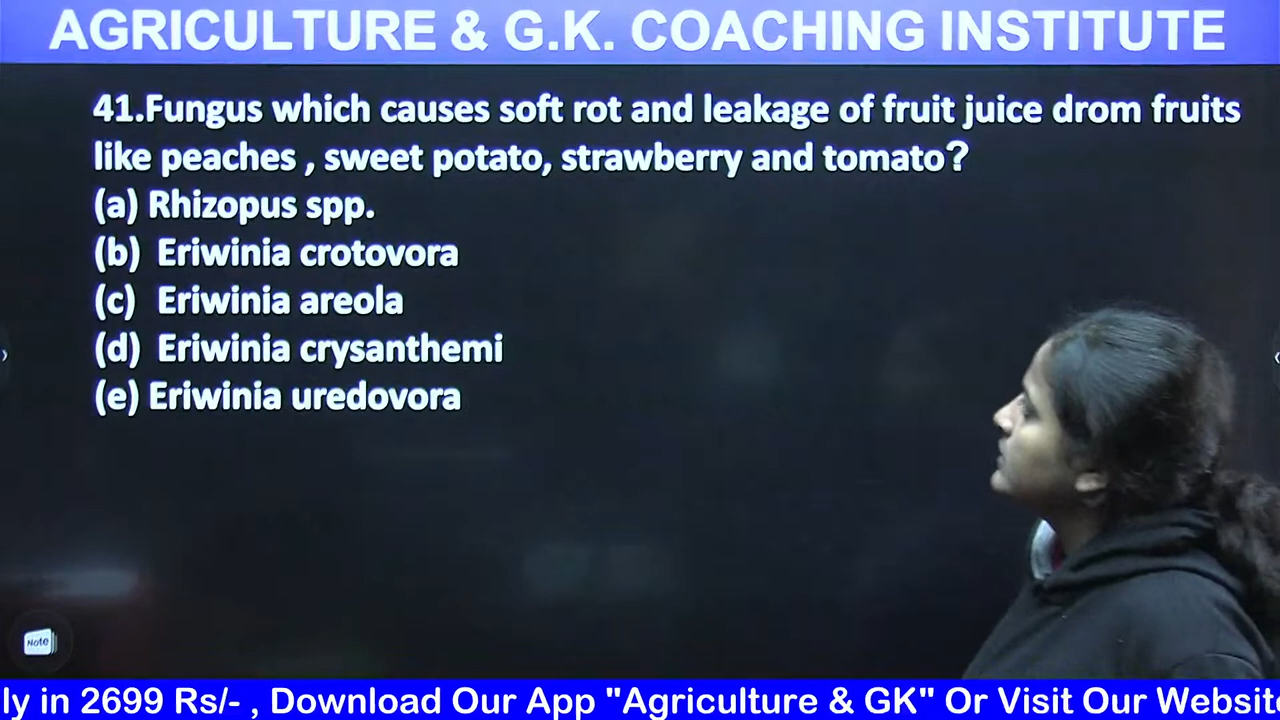 AGRICULTURE & G.K. COACHING INSTITUTE
41.Fungus which causes soft rot and leakage of fruit juice drom fruits
like peaches , sweet potato, strawberry and tomato?
(a) Rhizopus spp.
(b) Eriwinia crotovora
(c) Eriwinia areola
(d) Eriwinia crysanthemi
(e) Eriwinia uredovora
Note
ly in 2699 Rs/- , Download Our App "Agriculture & GK" Or Visit Our Websit